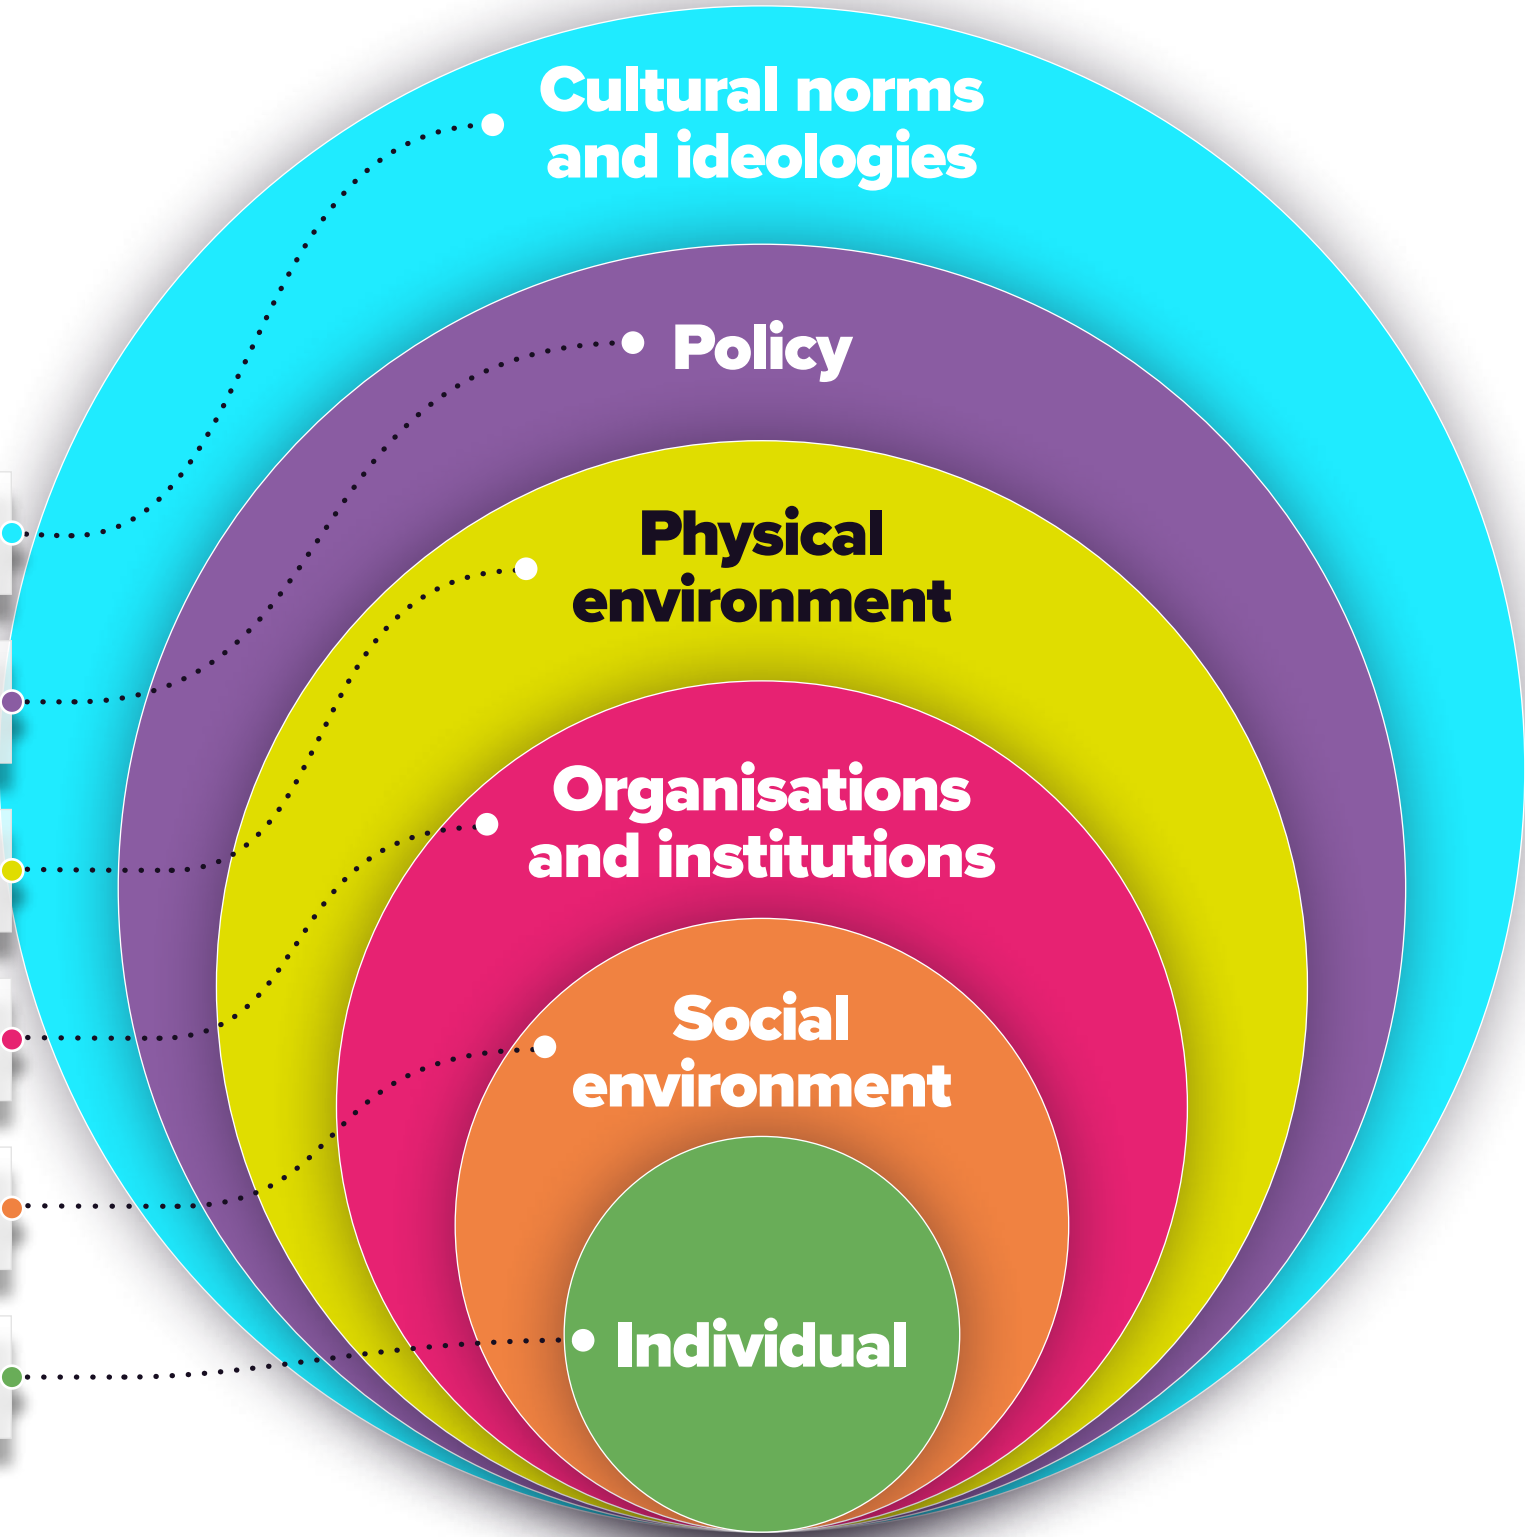 Cultural norms
and ideologies
Policy
Physical
environment
Organisations
and institutions
Social
environment
Individual